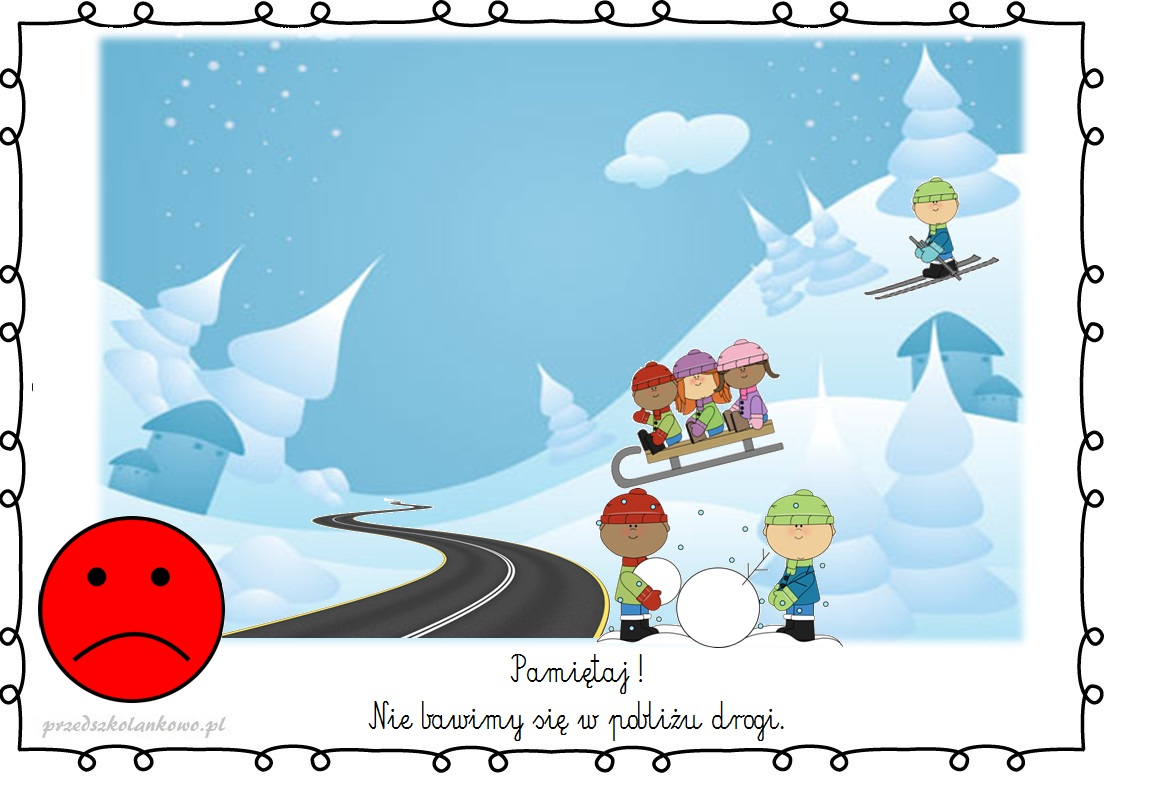 Pamiętaj!
Nie bawimy się w pobliżu drogi.
przedszkolankowo.pl